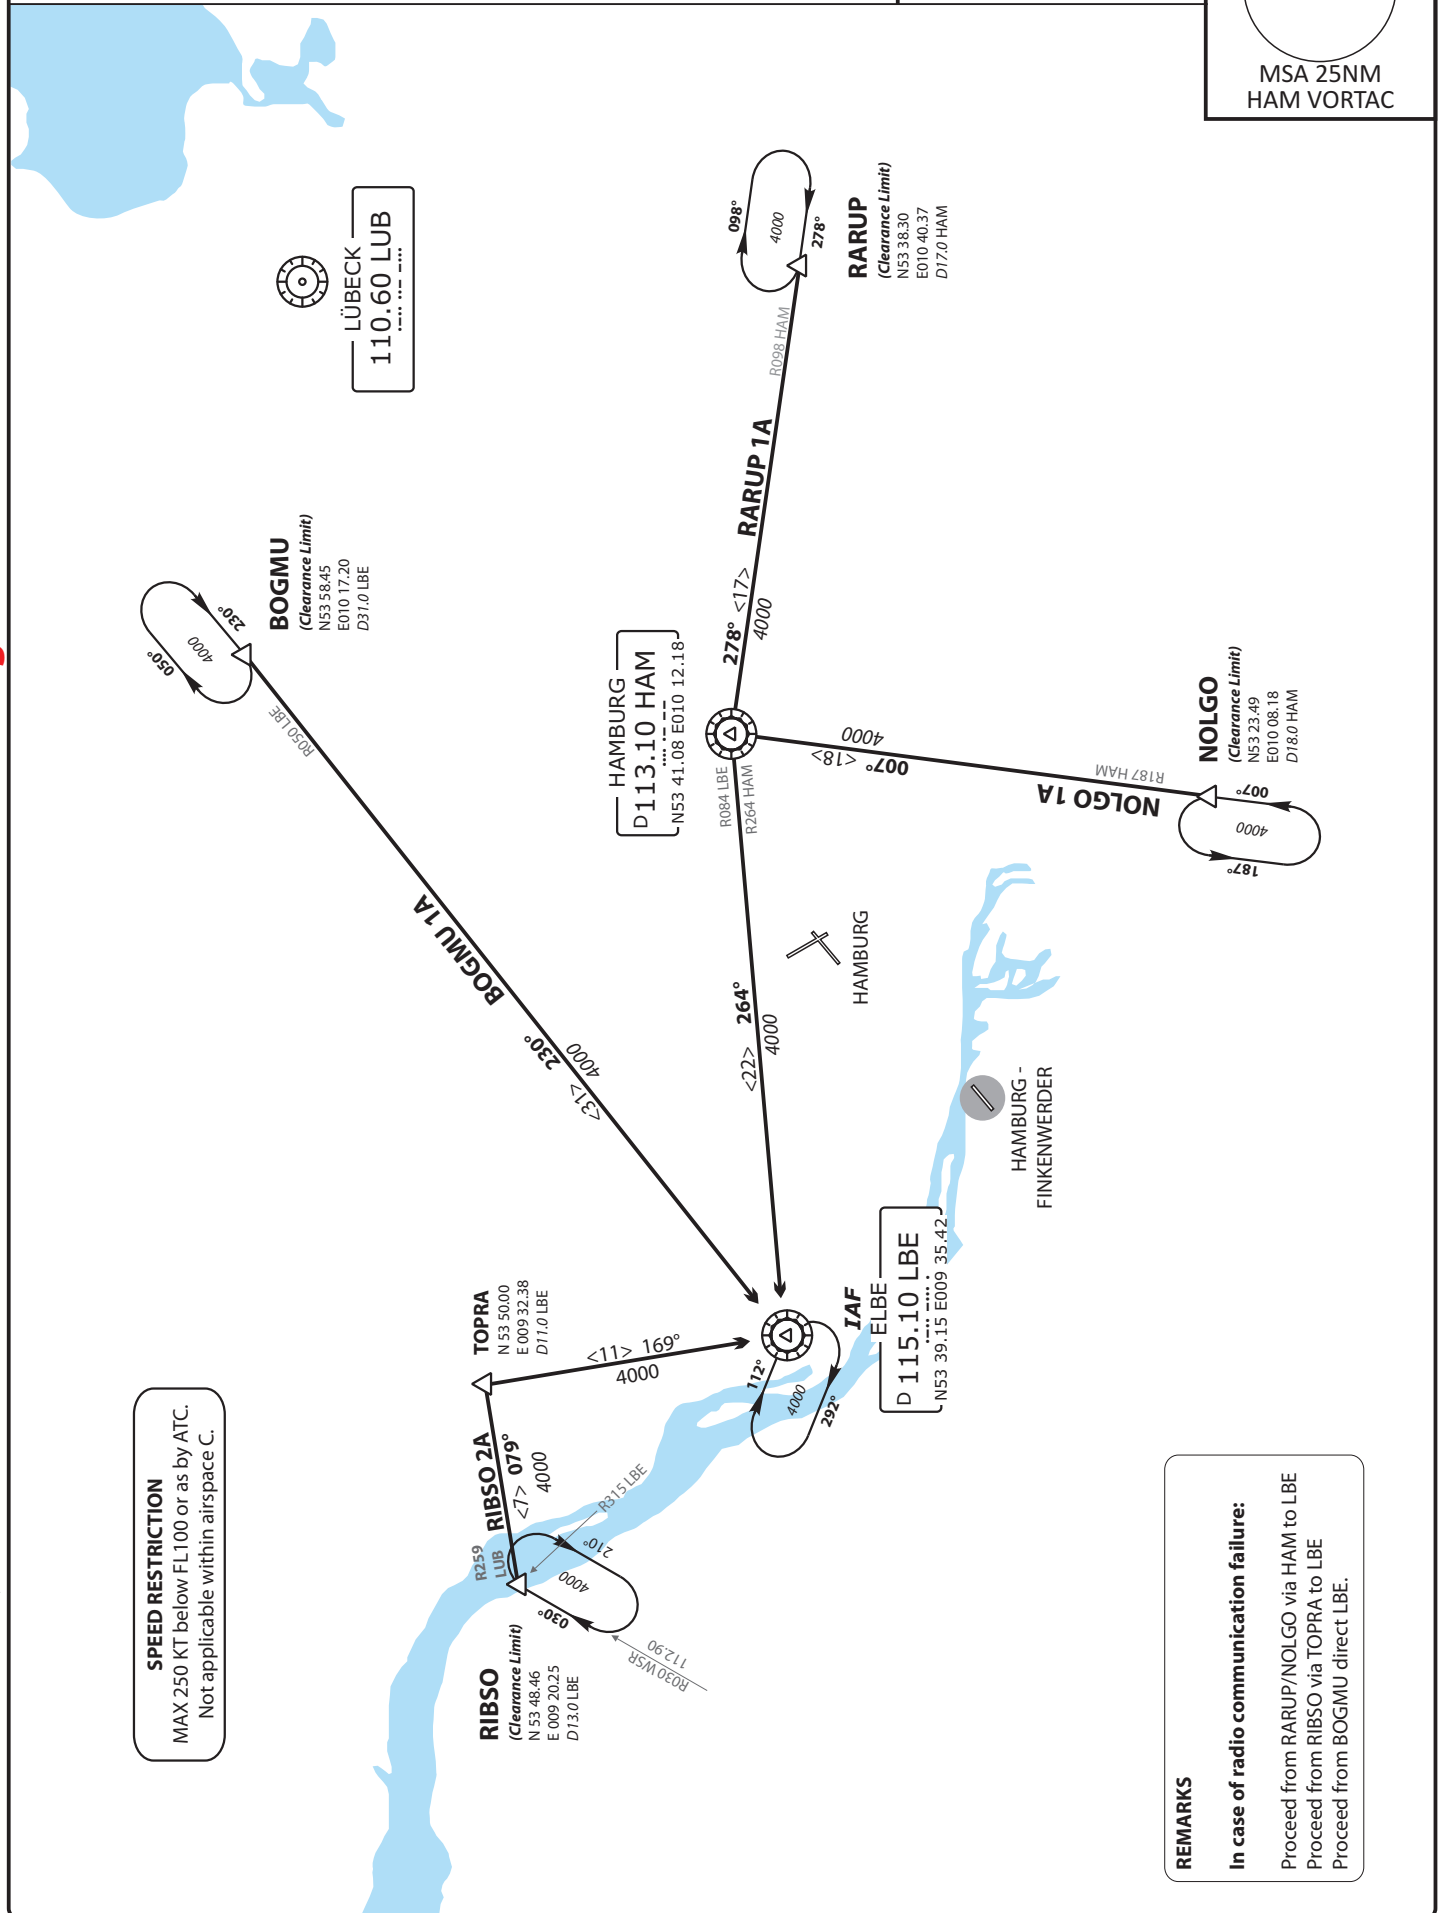 MSA 25NM
HAM VORTAC
LÜBECK
110.60 LUB
SPEED RESTRICTION
MAX 250 KT below FL100 or as by ATC.
Not applicable within airspace C.
BOGMU
(Clearance Limit)
N53 58.45
E010 17.20
D31.0 LBE
050°
4000
230°
R050 LBE
BOGMU 1A
230°
<31>
4000
RARUP
(Clearance Limit)
N53 38.30
E010 40.37
D17.0 HAM
098°
4000
278°
R098 HAM
RARUP 1A
278° <17>
4000
HAMBURG
D 113.10 HAM
N53 41.08 E010 12.18
R084 LBE
R264 HAM
<22> 264°
4000
NOLGO
(Clearance Limit)
N53 23.49
E010 08.18
D18.0 HAM
007°
4000
187°
R187 HAM
NOLGO 1A
007° <18>
4000
HAMBURG
HAMBURG -
FINKENWERDER
TOPRA
N 53 50.00
E 009 32.38
D11.0 LBE
<11> 169°
4000
RIBSO 2A
<7> 079°
4000
R259
LUB
R315 LBE
RIBSO
(Clearance Limit)
N 53 48.46
E 009 20.25
D13.0 LBE
030°
4000
210°
R030 WSR
112.90
112°
4000
292°
IAF
ELBE
D 115.10 LBE
N53 39.15 E009 35.42
REMARKS
In case of radio communication failure:
Proceed from RARUP/NOLGO via HAM to LBE
Proceed from RIBSO via TOPRA to LBE
Proceed from BOGMU direct LBE.